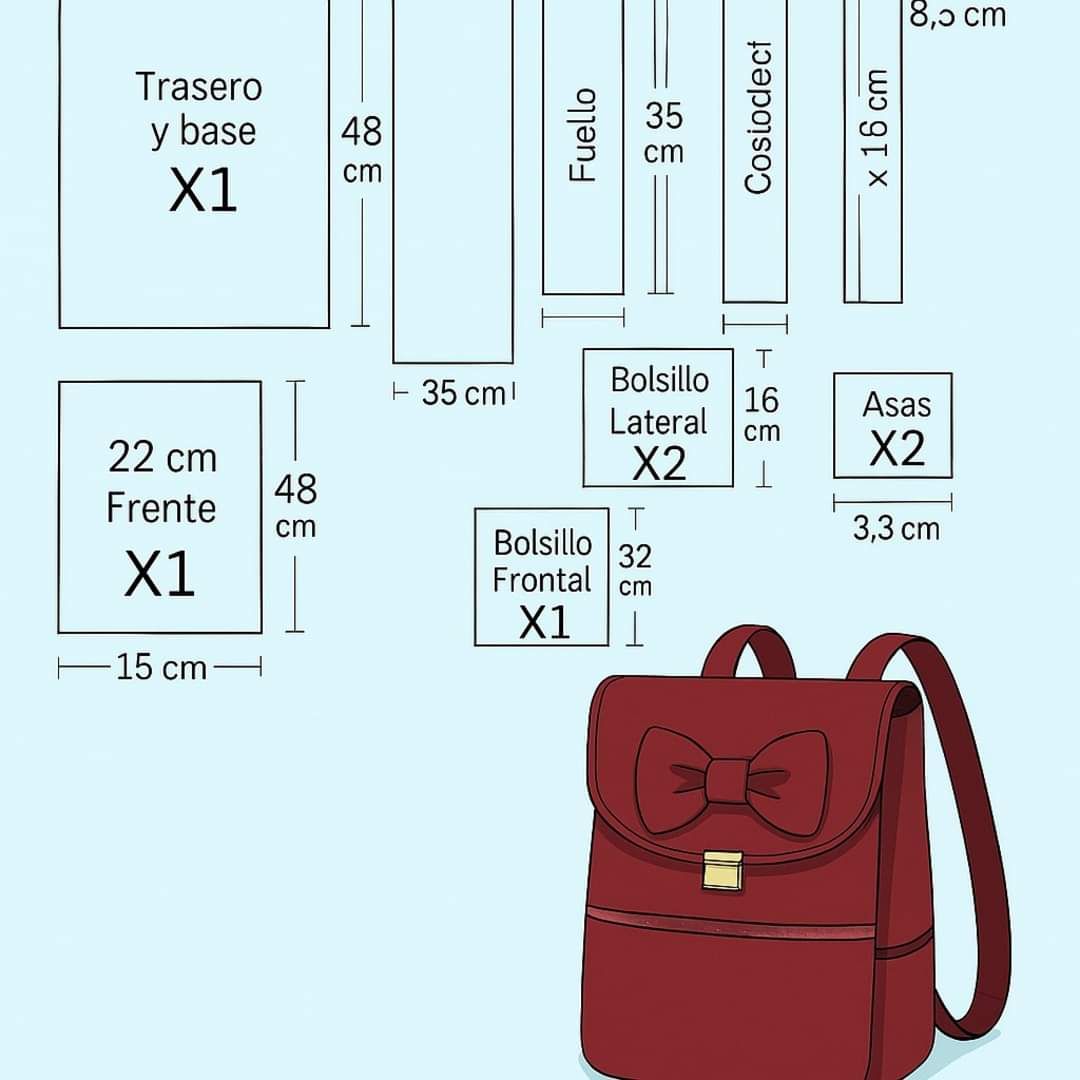 8,5 cm
Trasero
y base
X1
48
cm
Fuello
35
cm
Cosiodect
x 16 cm
35 cm
22 cm
Frente
X1
48
cm
15 cm
Bolsillo
Lateral
X2
16
cm
Asas
X2
3,3 cm
Bolsillo
Frontal
X1
32
cm